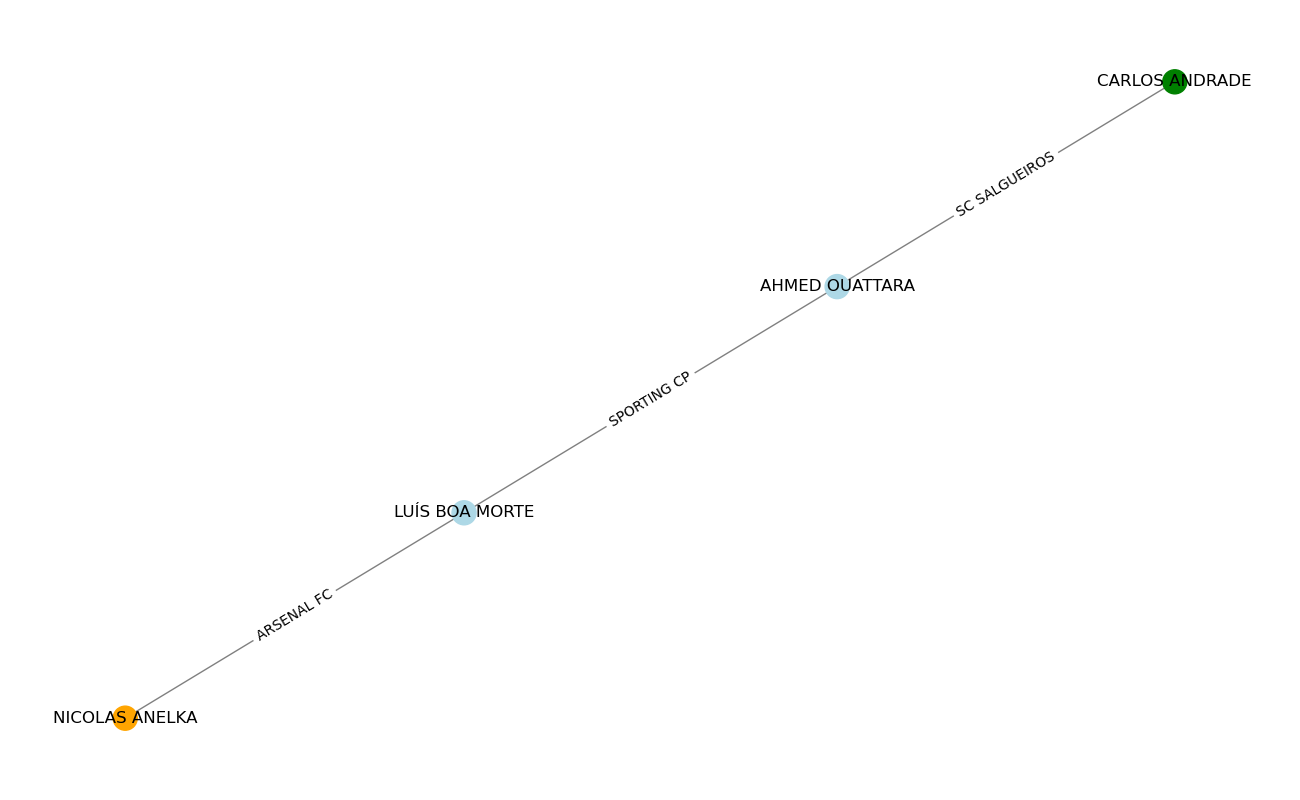 CARLOS ANDRADE
SC SALGUEIROS
AHMED OUATTARA
SPORTING CP
LUÍS BOA MORTE
ARSENAL FC
NICOLAS ANELKA